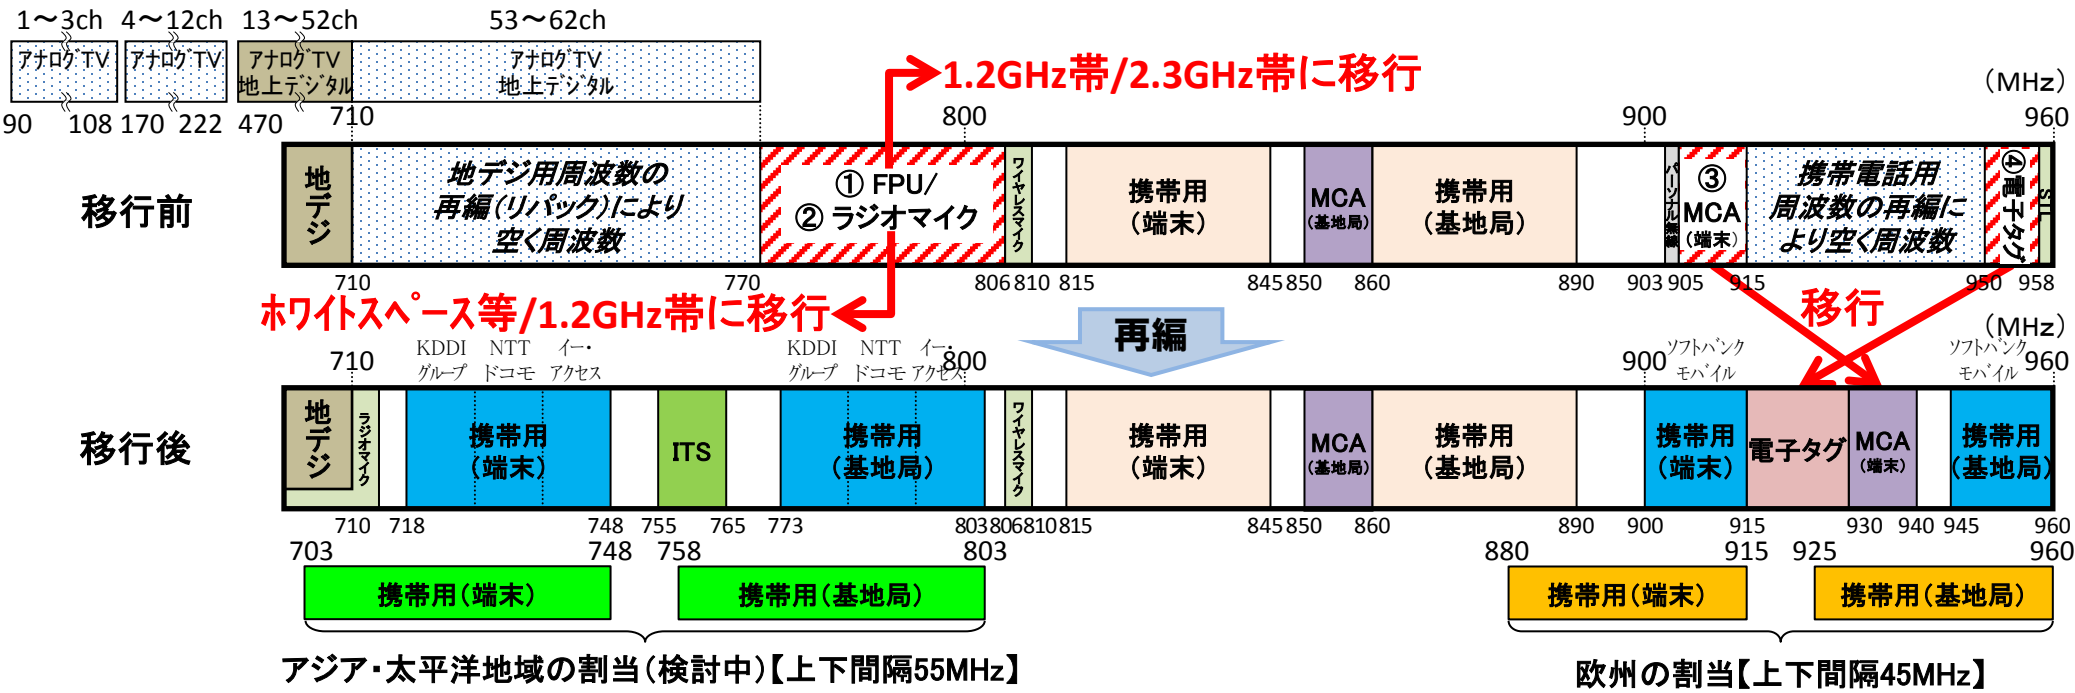 1～3ch 4～12ch 13～52ch 53～62ch
アナログTV アナログTV アナログTV アナログTV
地上デジタル 地上デジタル
90 108 170 222 470 710
1.2GHz帯/2.3GHz帯に移行
800 900 (MHz) 960
移行前
地デジ
地デジ用周波数の
再編(リパック)により
空く周波数
① FPU/
② ラジオマイク
ワイヤレスマイク
携帯用
(端末)
MCA
(基地局)
携帯用
(基地局)
パーソナル無線
③
MCA
(端末)
携帯電話用
周波数の再編に
より空く周波数
④電子タグ
STL
710 770 806 810 815 845 850 860 890 903 905 915 950 958
ホワイトスペース等/1.2GHz帯に移行
再編
移行
(MHz)
710 800 900 960
KDDI
グループ
NTT
ドコモ
イー・
アクセス
KDDI
グループ
NTT
ドコモ
イー・
アクセス
ソフトバンク
モバイル
ソフトバンク
モバイル
移行後
地デジ
ラジオマイク
携帯用
(端末)
ITS
携帯用
(基地局)
ワイヤレスマイク
携帯用
(端末)
MCA
(基地局)
携帯用
(基地局)
携帯用
(端末)
電子タグ
MCA
(端末)
携帯用
(基地局)
710 718 748 755 765 773 803 806 810 815 845 850 860 890 900 915 930 940 945 960
703 748 758 803 880 915 925 960
携帯用(端末) 携帯用(基地局) 携帯用(端末) 携帯用(基地局)
アジア・太平洋地域の割当(検討中)【上下間隔55MHz】
欧州の割当【上下間隔45MHz】